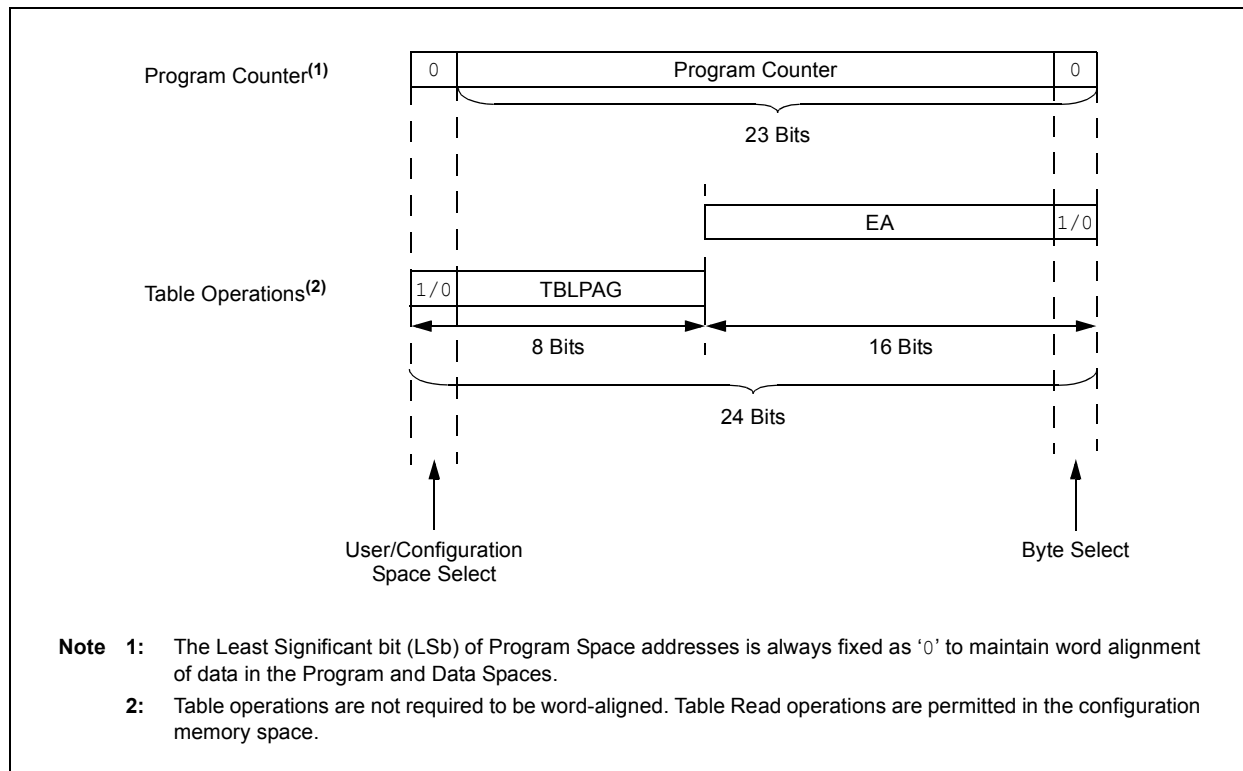 Program Counter(1)
0
Program Counter
0
23 Bits
EA
1/0
Table Operations(2)
1/0
TBLPAG
8 Bits
16 Bits
24 Bits
User/Configuration
Space Select
Byte Select
Note 1: The Least Significant bit (LSb) of Program Space addresses is always fixed as ‘0’ to maintain word alignment
of data in the Program and Data Spaces.
2: Table operations are not required to be word-aligned. Table Read operations are permitted in the configuration
memory space.